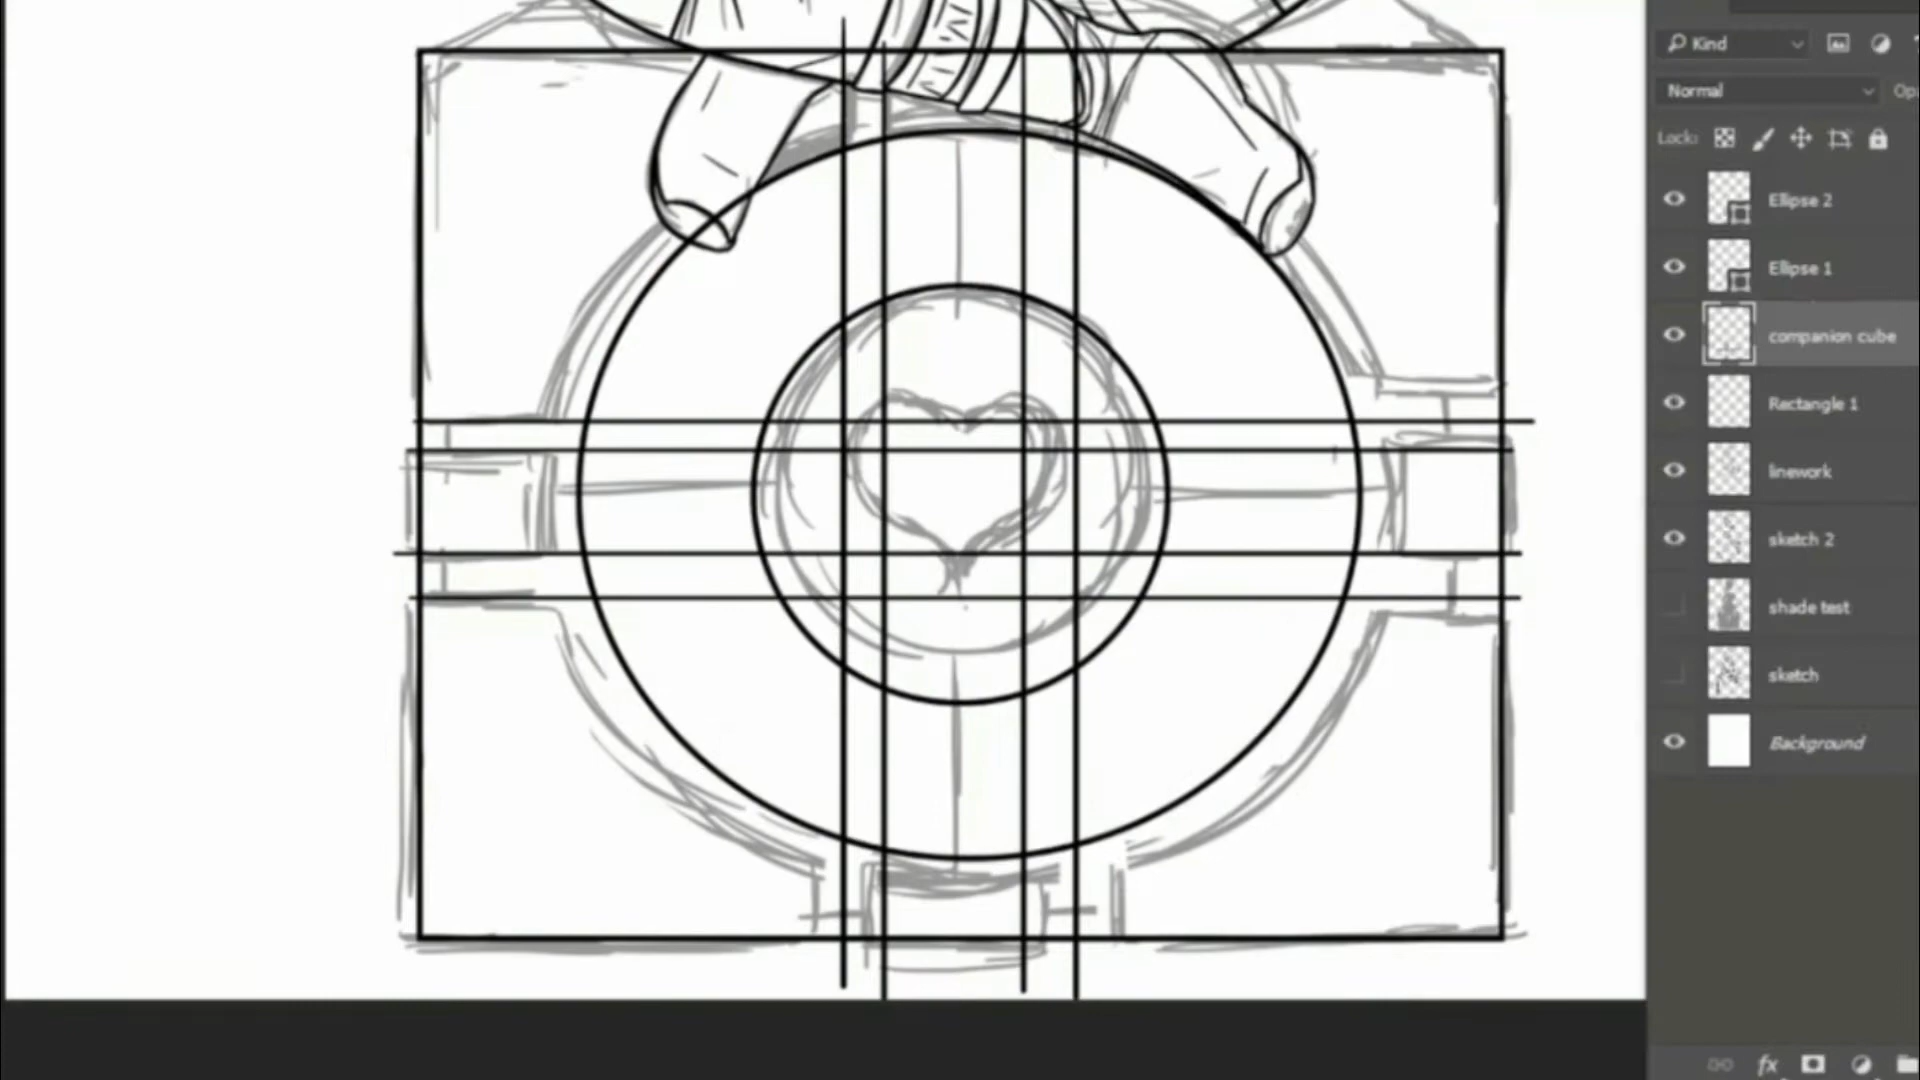 Kind
Normal
Op
Lock:
Ellipse 2
Ellipse 1
companion cube
Rectangle 1
linework
sketch 2
shade test
sketch
Background
fx